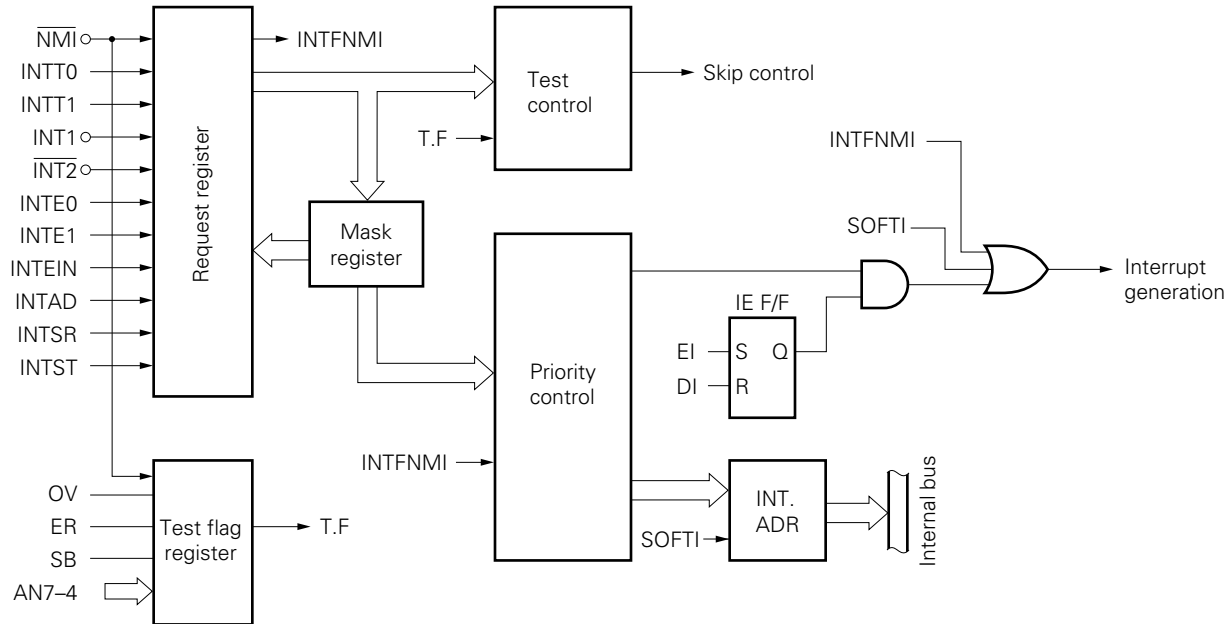 NMI
INTT0
INTT1
INT1
INT2
INTE0
INTE1
INTEIN
INTAD
INTSR
INTST
Request register
INTFNMI
Test
control
Skip control
T.F
Mask
register
INTFNMI
SOFTI
Interrupt
generation
IE F/F
EI
S
Q
DI
R
Priority
control
INTFNMI
OV
ER
SB
AN7–4
Test flag
register
T.F
SOFTI
INT.
ADR
Internal bus